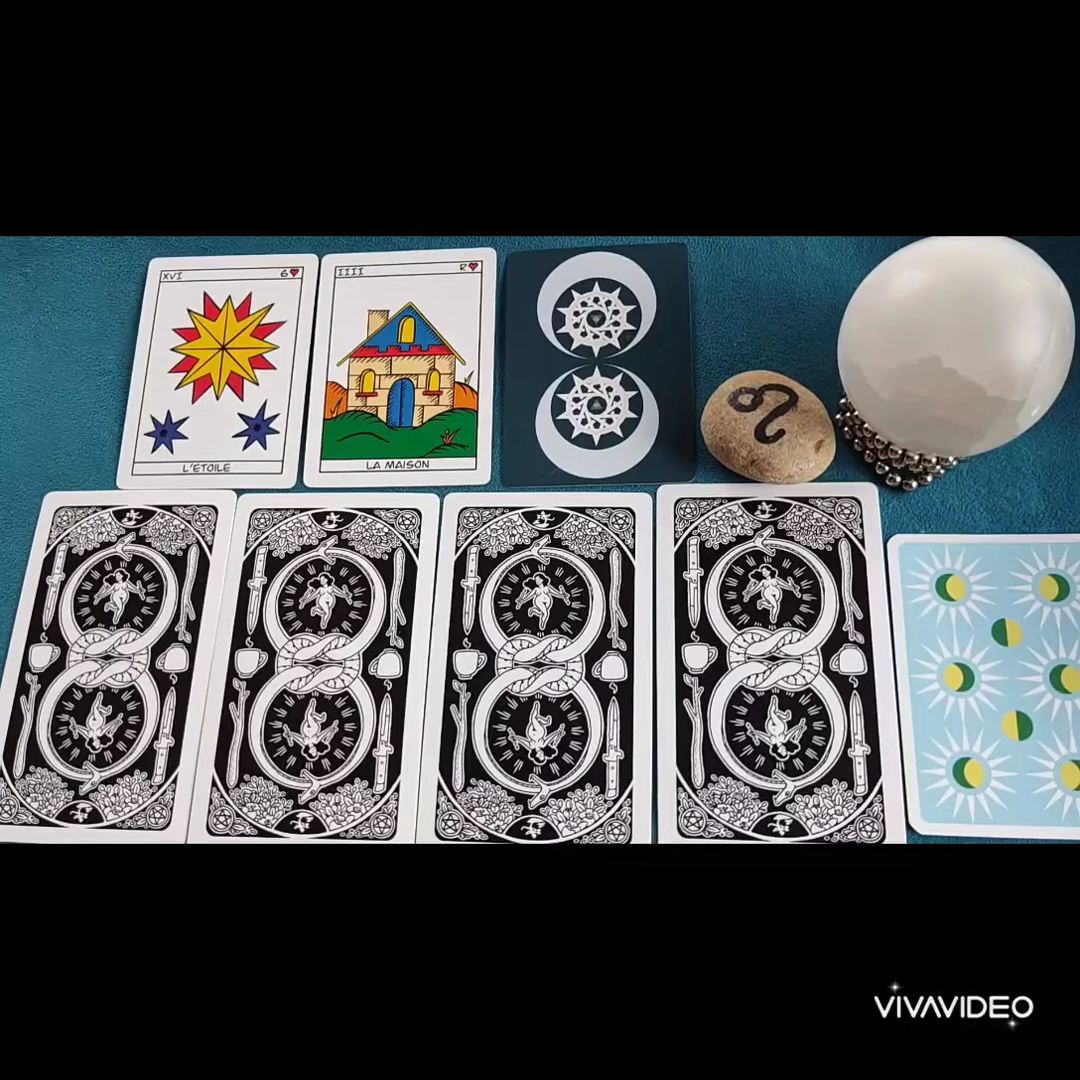 XVI 6♥
L'ETOILE
IIII R♥
LA MAISON
VIVAVIDEO